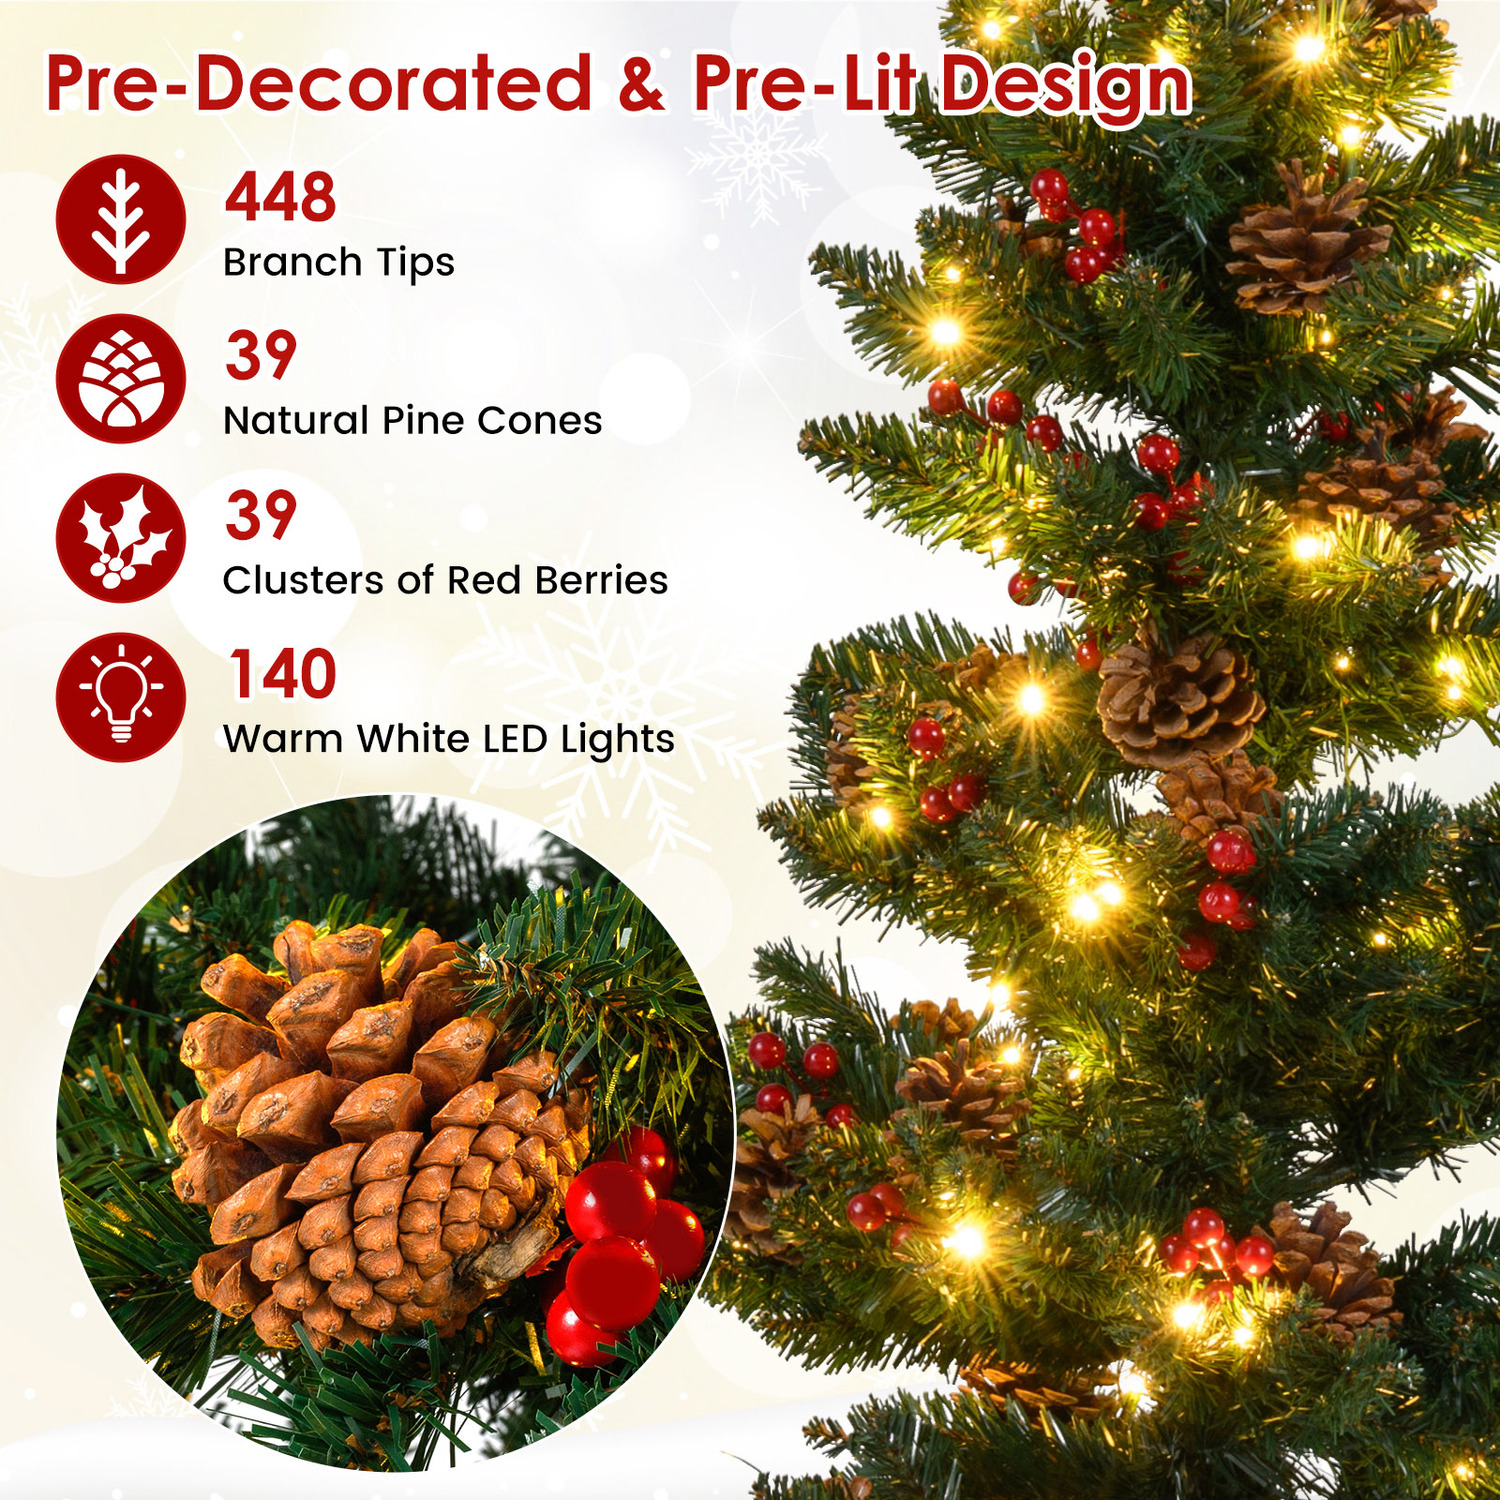 Pre-Decorated & Pre-Lit Design
448
Branch Tips
39
Natural Pine Cones
39
Clusters of Red Berries
140
Warm White LED Lights